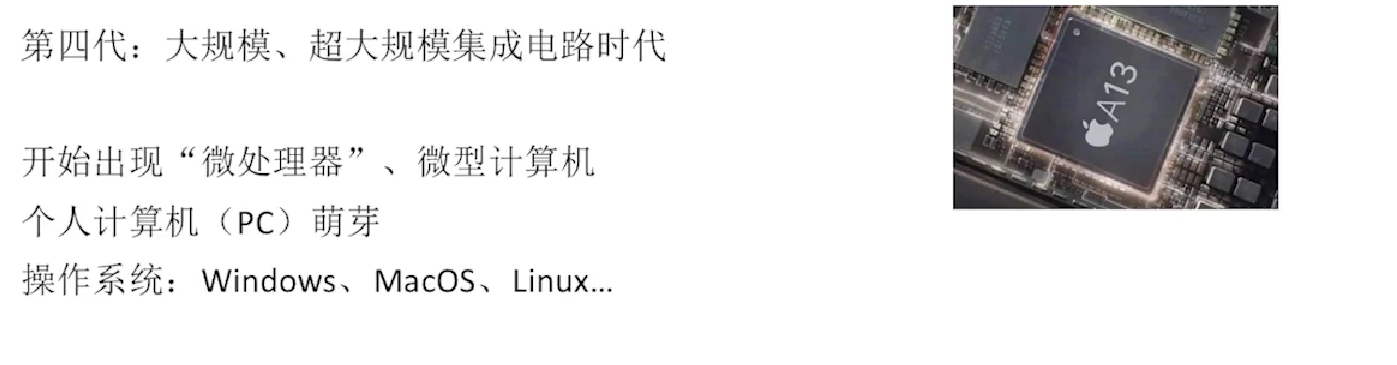 第四代：大规模、超大规模集成电路时代
A13
开始出现“微处理器”、微型计算机
个人计算机（PC）萌芽
操作系统：Windows、MacOS、Linux...